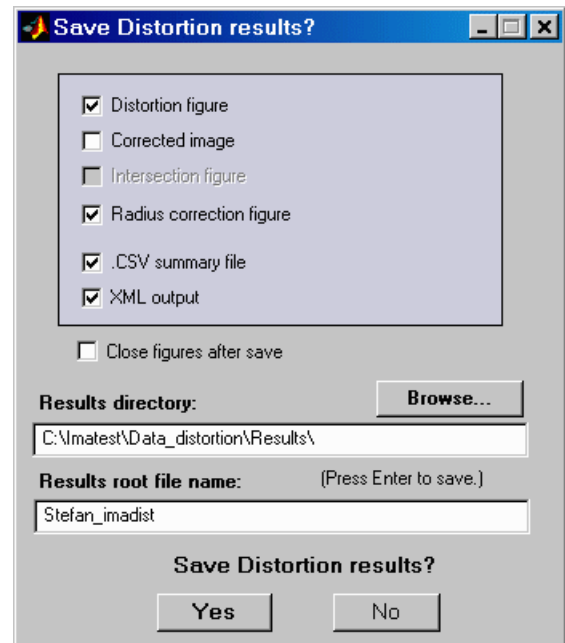 Save Distortion results?
Distortion figure
Corrected image
Intersection figure
Radius correction figure
.CSV summary file
XML output
Close figures after save
Results directory: Browse...
C:\Imatest\Data_distortion\Results\
Results root file name: (Press Enter to save.)
Stefan_imadist
Save Distortion results?
Yes No